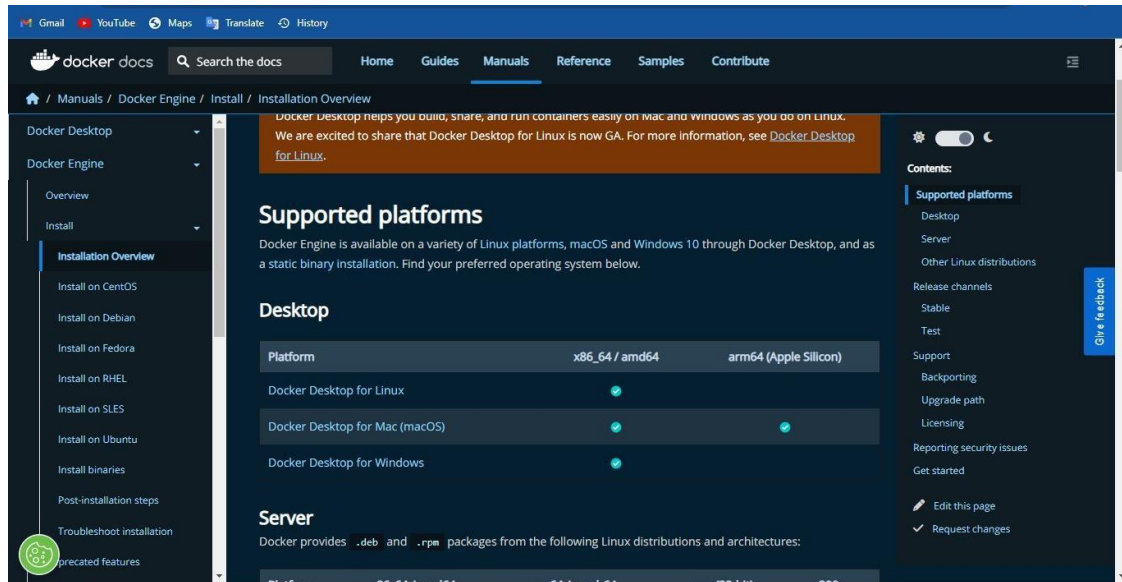 Gmail YouTube Maps Translate History
docker docs Search the docs Home Guides Manuals Reference Samples Contribute
/ Manuals / Docker Engine / Install / Installation Overview
Docker Desktop
Docker Engine
Overview
Install
Installation Overview
Install on CentOS
Install on Debian
Install on Fedora
Install on RHEL
Install on SLES
Install on Ubuntu
Install binaries
Post-installation steps
Troubleshoot installation
precated features
Docker Desktop helps you build, share, and run containers easily on Mac and Windows as you do on Linux.
We are excited to share that Docker Desktop for Linux is now GA. For more information, see Docker Desktop
for Linux.
Supported platforms
Docker Engine is available on a variety of Linux platforms, macOS and Windows 10 through Docker Desktop, and as
a static binary installation. Find your preferred operating system below.
Desktop
Platform x86_64 / amd64 arm64 (Apple Silicon)
Docker Desktop for Linux
Docker Desktop for Mac (macOS)
Docker Desktop for Windows
Server
Docker provides .deb and .rpm packages from the following Linux distributions and architectures:
Contents:
Supported platforms
Desktop
Server
Other Linux distributions
Release channels
Stable
Test
Support
Backporting
Upgrade path
Licensing
Reporting security issues
Get started
Edit this page
Request changes
Give feedback